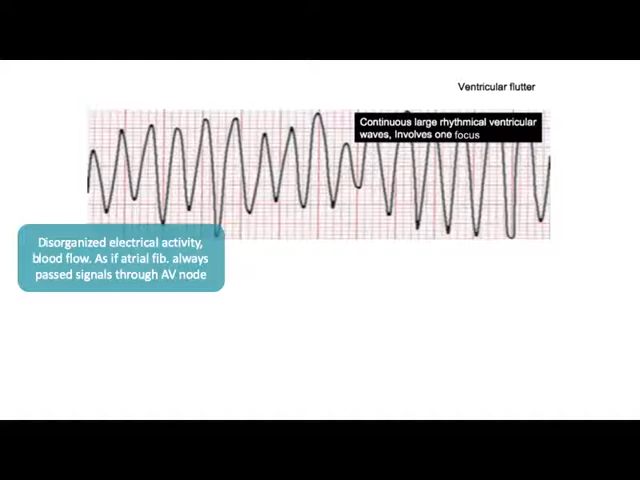 Ventricular flutter
Continuous large rhythmical ventricular
waves, Involves one focus
Disorganized electrical activity,
blood flow. As if atrial fib. always
passed signals through AV node